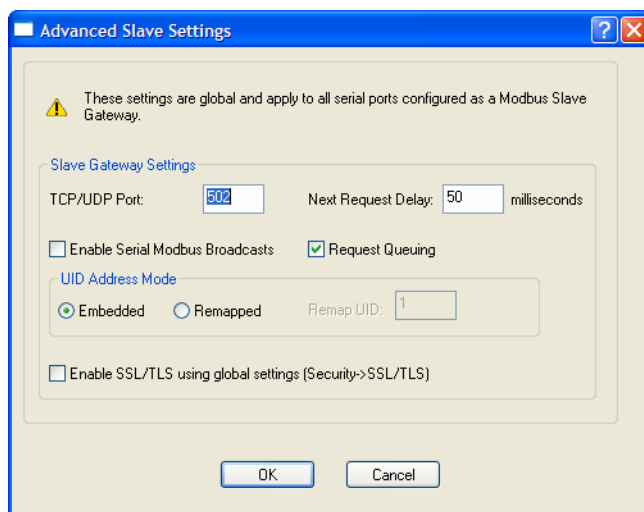 Advanced Slave Settings
These settings are global and apply to all serial ports configured as a Modbus Slave
Gateway.
Slave Gateway Settings
TCP/UDP Port: 502 Next Request Delay: 50 milliseconds
Enable Serial Modbus Broadcasts Request Queuing
UID Address Mode
Embedded Remapped Remap UID: 1
Enable SSL/TLS using global settings (Security->SSL/TLS)
OK Cancel